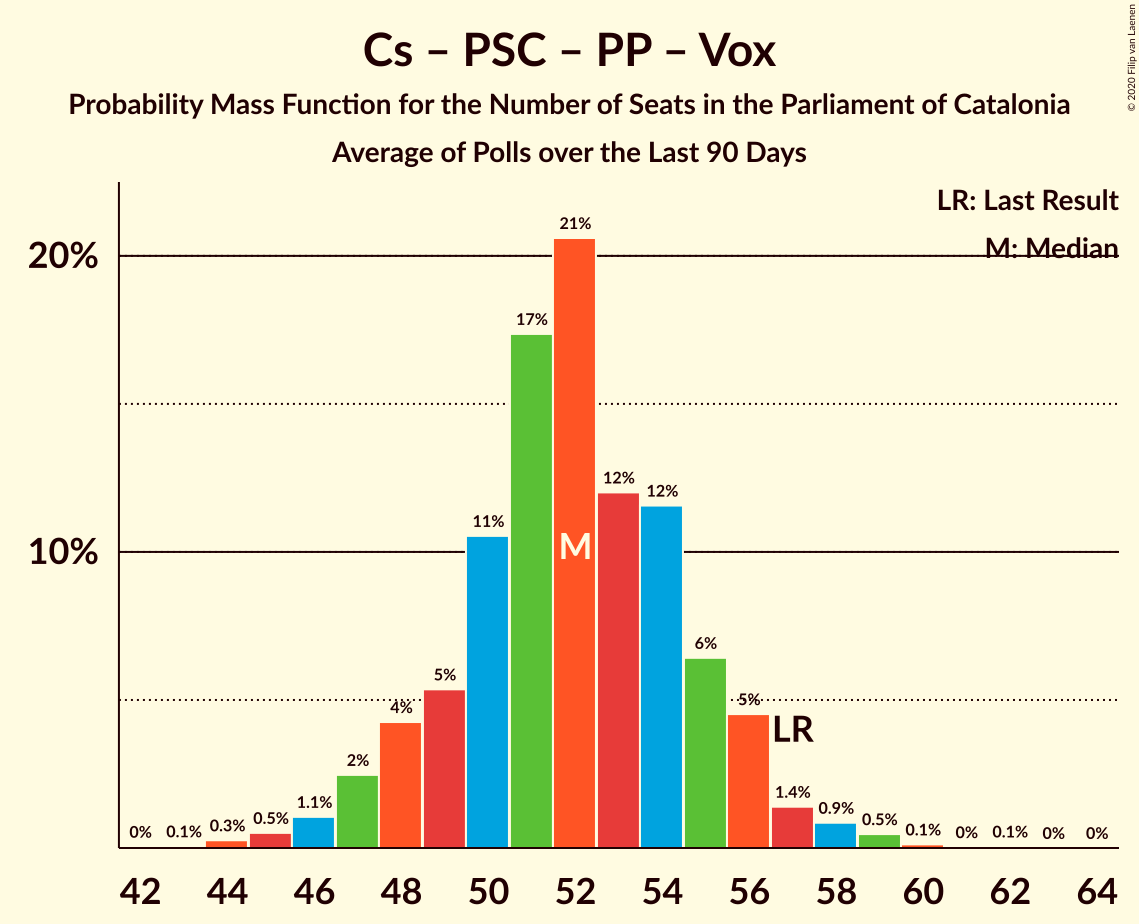 Cs – PSC – PP – Vox
Probability Mass Function for the Number of Seats in the Parliament of Catalonia
Average of Polls over the Last 90 Days
© 2020 Filip van Laenen
LR: Last Result
M: Median
20%
10%
0%
0.1%
0.3%
0.5%
1.1%
2%
4%
5%
11%
17%
21%
12%
12%
6%
5%
1.4%
0.9%
0.5%
0.1%
0%
0.1%
0%
0%
M
LR
42 44 46 48 50 52 54 56 58 60 62 64